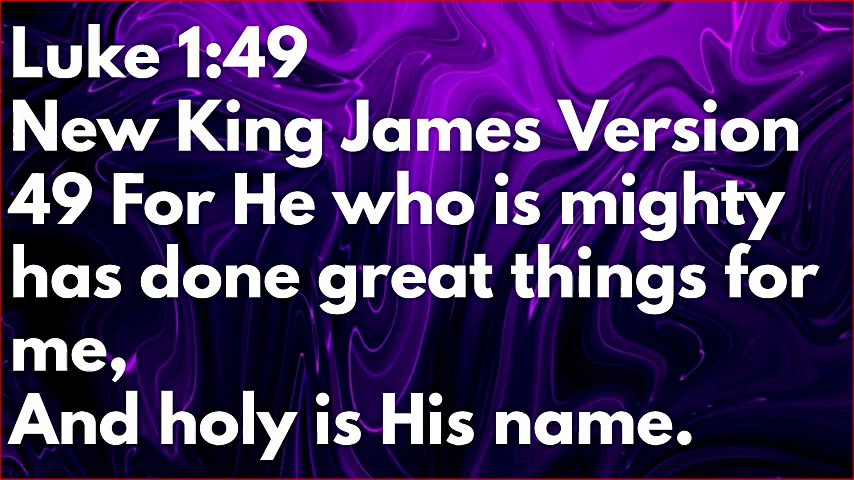 Luke 1:49
New King James Version
49 For He who is mighty
has done great things for
me,
And holy is His name.